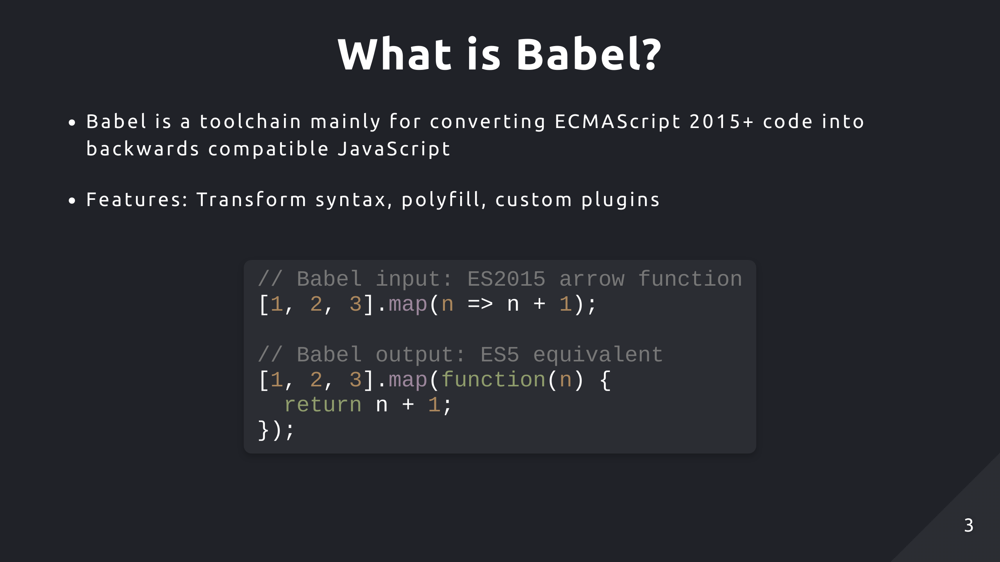 What is Babel?
• Babel is a toolchain mainly for converting ECMAScript 2015+ code into
backwards compatible JavaScript
• Features: Transform syntax, polyfill, custom plugins
// Babel input: ES2015 arrow function
[1, 2, 3].map(n => n + 1);
// Babel output: ES5 equivalent
[1, 2, 3].map(function(n) {
  return n + 1;
});
3